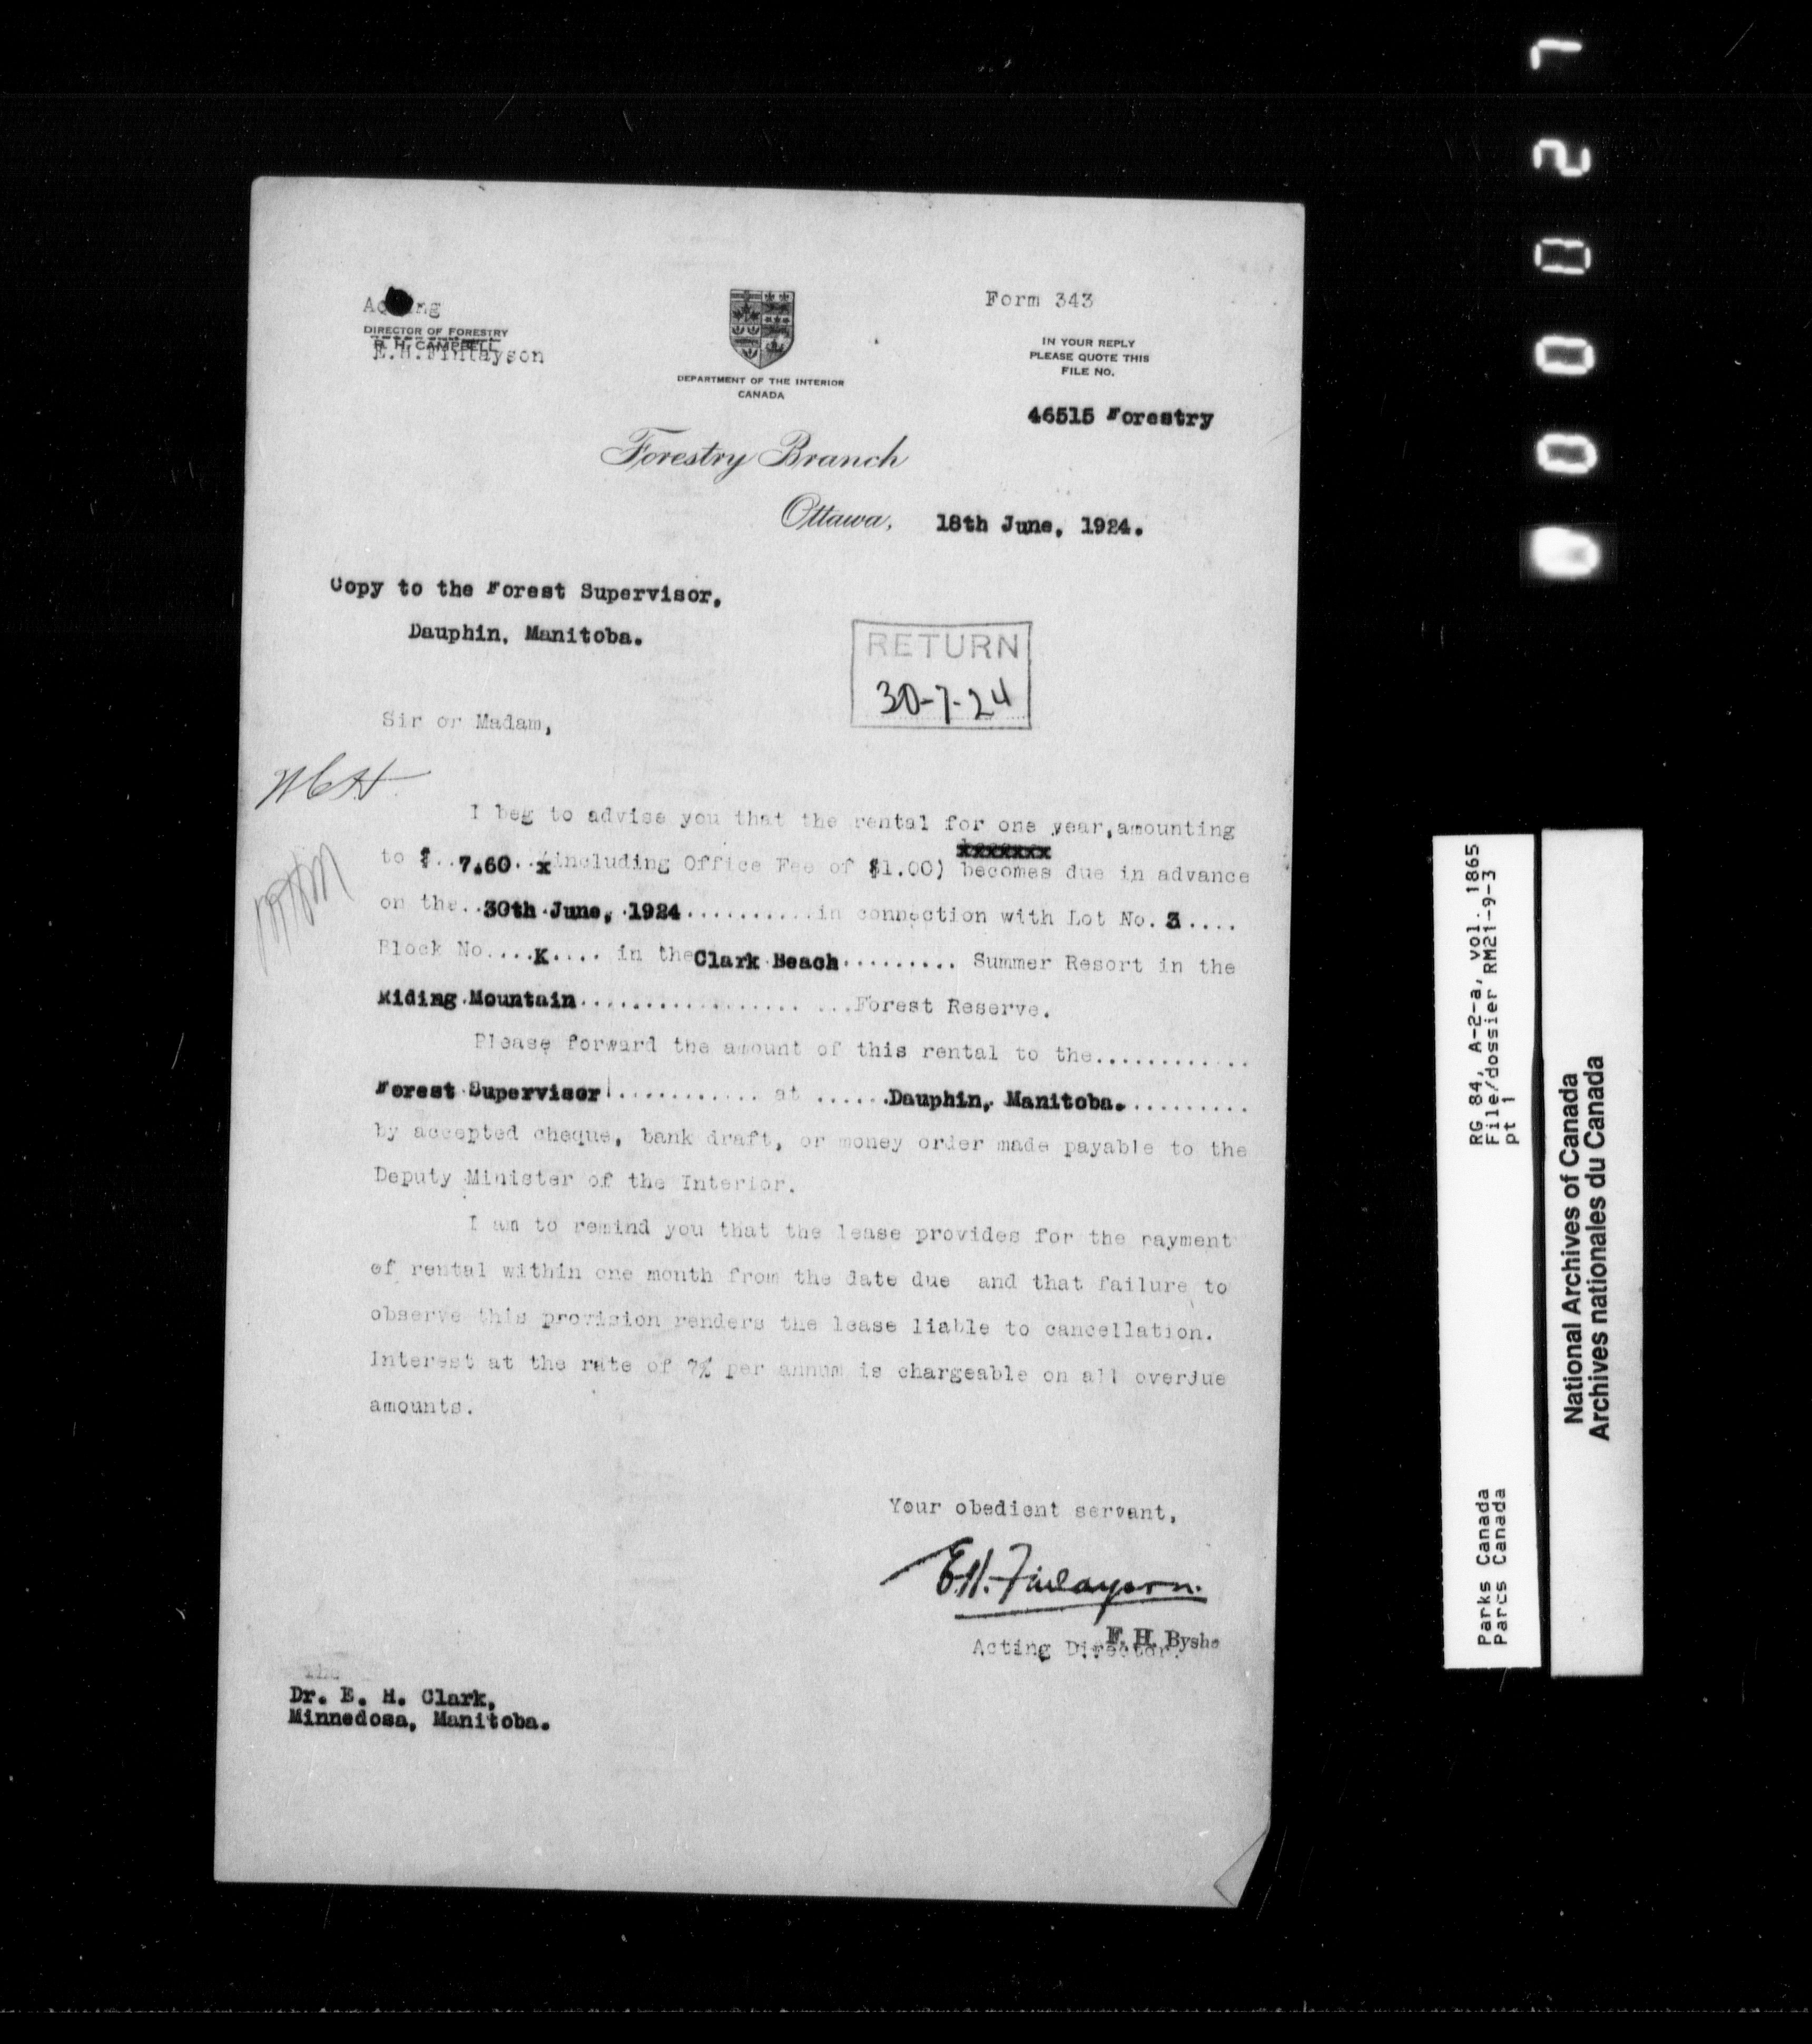 Acting
DIRECTOR OF FORESTRY
R. H. CAMPBELL
E.H.Finlayson
DEPARTMENT OF THE INTERIOR
CANADA
Form 343
IN YOUR REPLY
PLEASE QUOTE THIS
FILE NO.
46515 Forestry
Forestry Branch
Ottawa, 18th June, 1924.
Copy to the Forest Supervisor,
Dauphin, Manitoba.
RETURN
30-7-24
Sir or Madam,
I beg to advise you that the rental for one year, amounting
xxxxxxx
to $..7.60..x including Office Fee of $1.00) becomes due in advance
on the..30th June, 1924..........in connection with Lot No. 3....
Block No....K.... in the Clark Beach......... Summer Resort in the
Riding Mountain.................. ...Forest Reserve.
Please forward the amount of this rental to the............
Forest Supervisor............ at ......Dauphin, Manitoba..........
by accepted cheque, bank draft, or money order made payable to the
Deputy Minister of the Interior.
I am to remind you that the lease provides for the payment
of rental within one month from the date due and that failure to
observe this provision renders the lease liable to cancellation.
Interest at the rate of 7% per annum is chargeable on all overdue
amounts.
Your obedient servant,
E.H. Finlayson.
F. H. Byshe
Acting Director.
The
Dr. E. H. Clark,
Minnedosa, Manitoba.
000027
RG 84, A-2-a, vol. 1865
File/dossier RM21-9-3
pt 1
Parks Canada
Parcs Canada
National Archives of Canada
Archives nationales du Canada